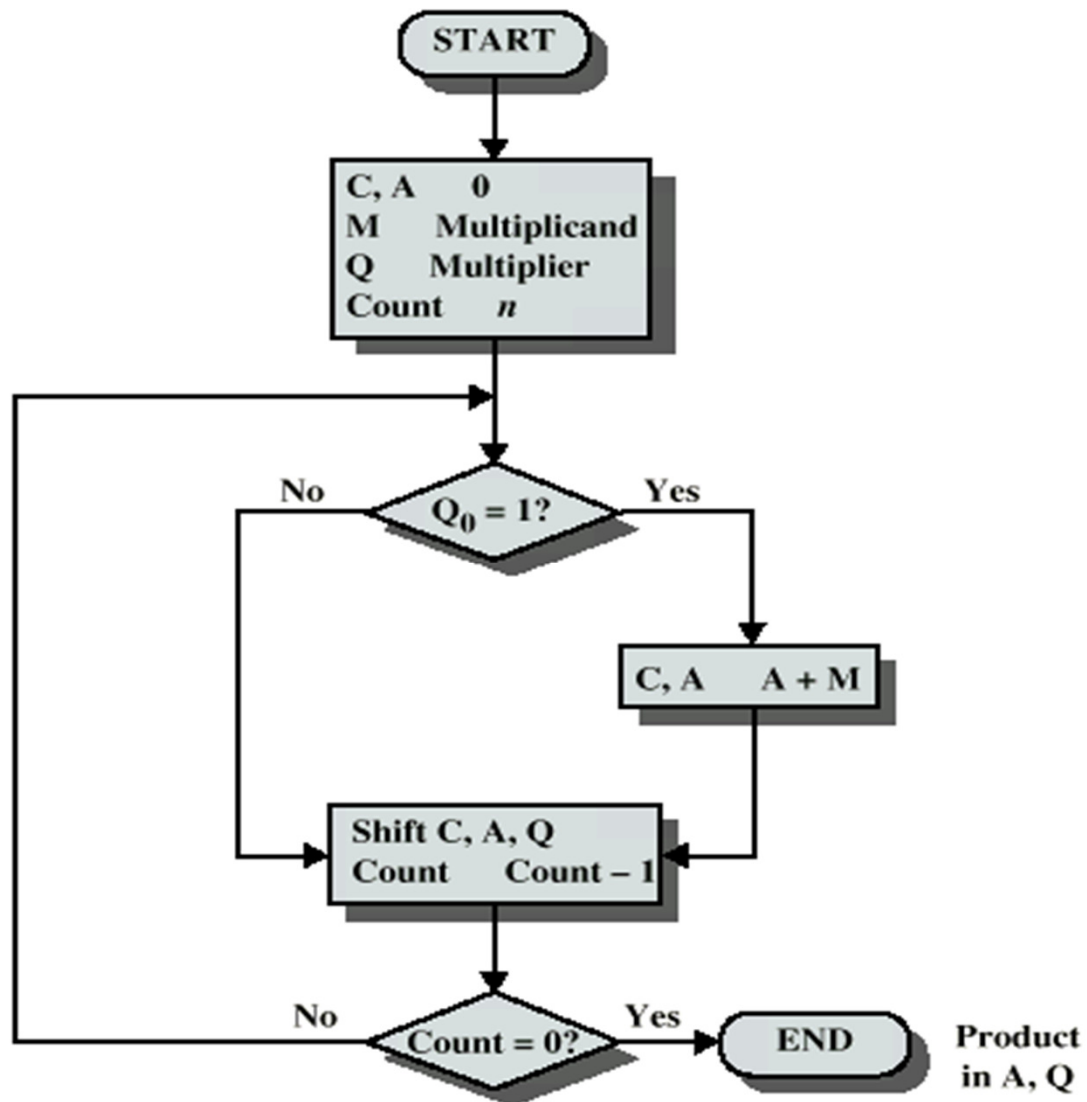 START
C, A 0
M Multiplicand
Q Multiplier
Count n
No
Q0 = 1?
Yes
C, A A + M
Shift C, A, Q
Count Count – 1
No
Count = 0?
Yes
END
Product
in A, Q